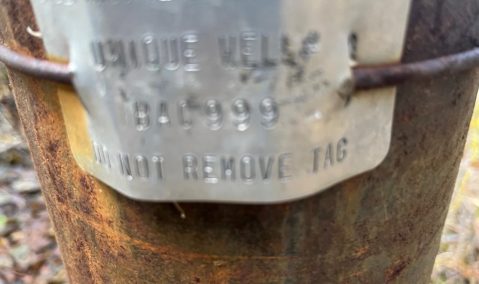 UNIQUE WELL #
BAC999
DO NOT REMOVE TAG